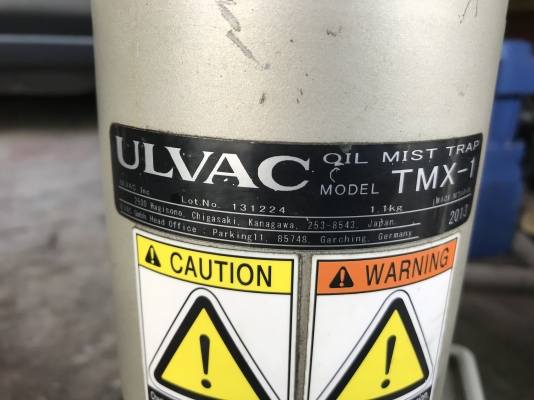 ULVAC OIL MIST TRAP
MODEL TMX-1
ULVAC Inc. Lot.No. 131224 1.1kg
2500 Hagisono, Chigasaki, Kanagawa, 253-8543, Japan. 2013
Head Office : Parking11, 85748, Garching, Germany
CAUTION
WARNING